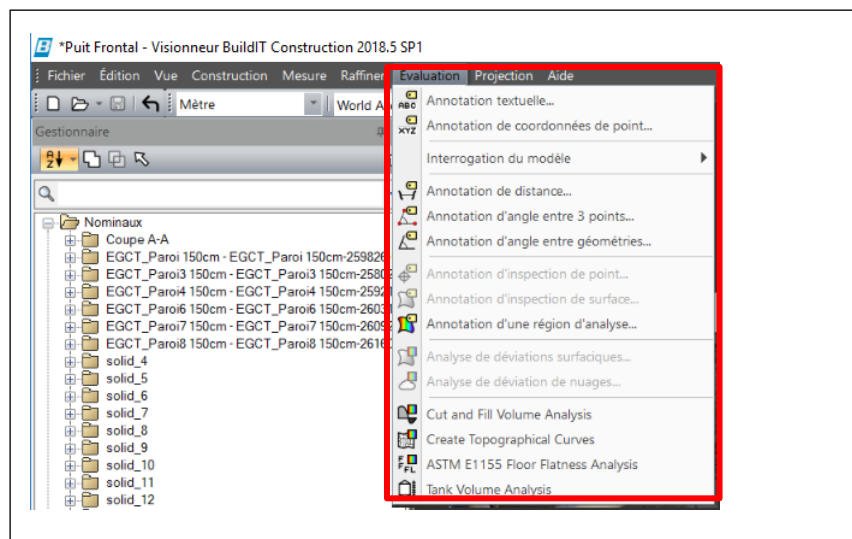 *Puit Frontal - Visionneur BuildIT Construction 2018.5 SP1
Fichier Édition Vue Construction Mesure Raffiner Évaluation Projection Aide
Mètre World A
Gestionnaire
Nominaux
Coupe A-A
EGCT_Paroi 150cm - EGCT_Paroi 150cm-259826
EGCT_Paroi3 150cm - EGCT_Paroi3 150cm-2580
EGCT_Paroi4 150cm - EGCT_Paroi4 150cm-2592
EGCT_Paroi6 150cm - EGCT_Paroi6 150cm-2603
EGCT_Paroi7 150cm - EGCT_Paroi7 150cm-2609
EGCT_Paroi8 150cm - EGCT_Paroi8 150cm-2616
solid_4
solid_5
solid_6
solid_7
solid_8
solid_9
solid_10
solid_11
solid_12
ABC Annotation textuelle...
XYZ Annotation de coordonnées de point...
Interrogation du modèle
Annotation de distance...
Annotation d'angle entre 3 points...
Annotation d'angle entre géométries...
Annotation d'inspection de point...
Annotation d'inspection de surface...
Annotation d'une région d'analyse...
Analyse de déviations surfaciques...
Analyse de déviation de nuages...
Cut and Fill Volume Analysis
Create Topographical Curves
ASTM E1155 Floor Flatness Analysis
Tank Volume Analysis